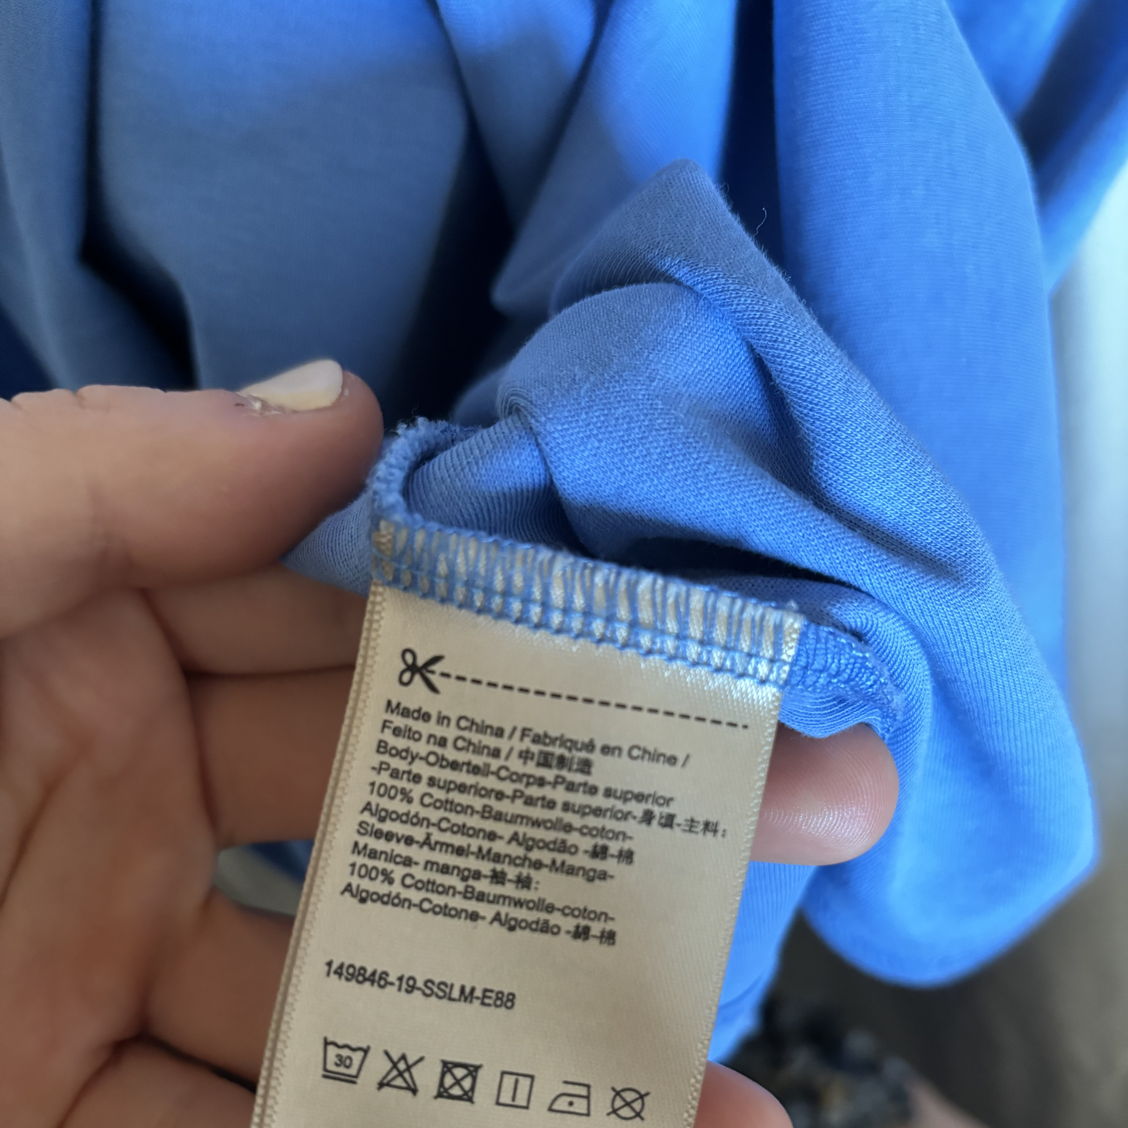 Made in China / Fabriqué en Chine /
Feito na China / 中国制造
Body-Oberteil-Corps-Parte superior
-Parte superiore-Parte superior-身頃-主料:
100% Cotton-Baumwolle-coton-
Algodón-Cotone- Algodão -綿-棉
Sleeve-Ärmel-Manche-Manga-
Manica- manga-袖-袖:
100% Cotton-Baumwolle-coton-
Algodón-Cotone- Algodão -綿-棉
149846-19-SSLM-E88
30